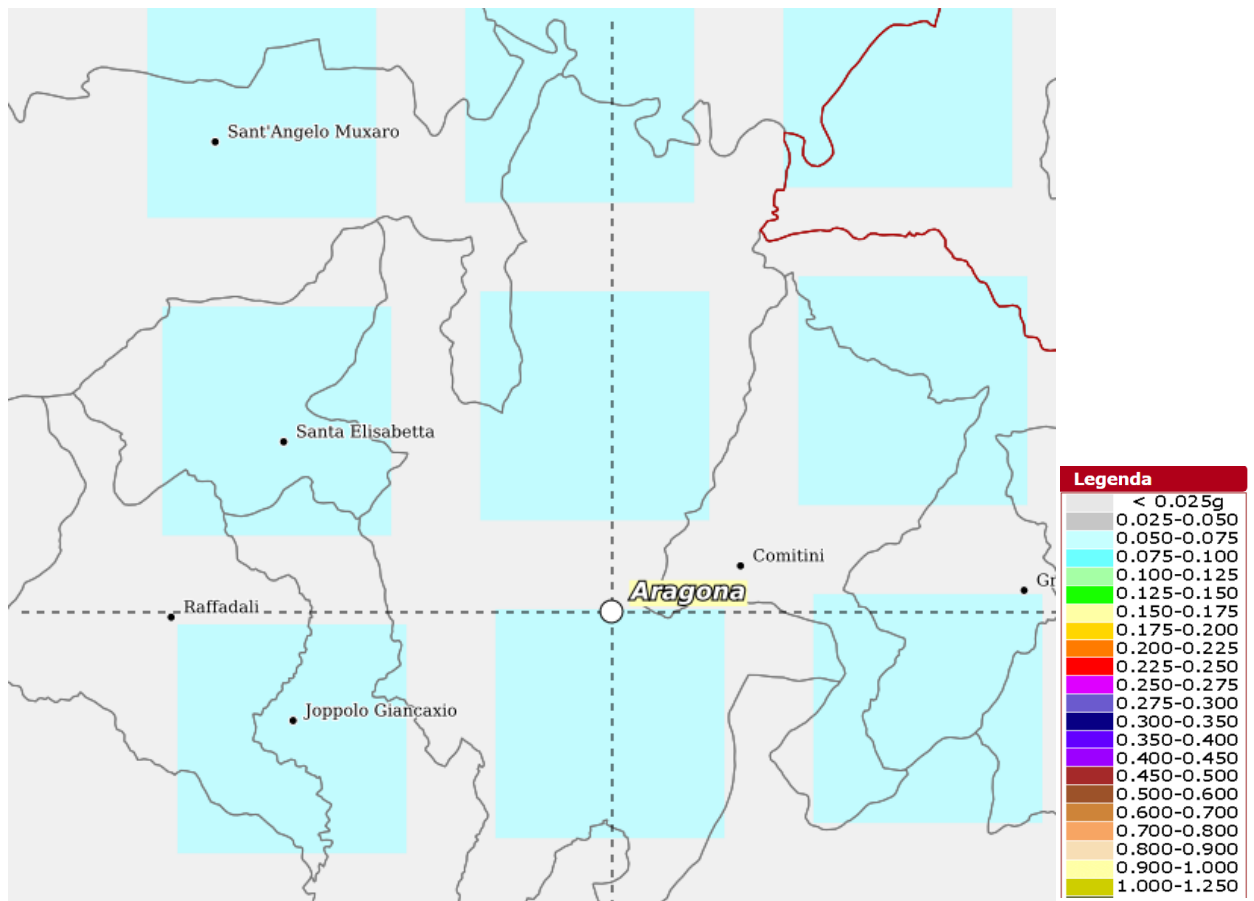 Sant'Angelo Muxaro
Santa Elisabetta
Comitini
Gr
Aragona
Raffadali
Joppolo Giancaxio
Legenda
< 0.025g
0.025-0.050
0.050-0.075
0.075-0.100
0.100-0.125
0.125-0.150
0.150-0.175
0.175-0.200
0.200-0.225
0.225-0.250
0.250-0.275
0.275-0.300
0.300-0.350
0.350-0.400
0.400-0.450
0.450-0.500
0.500-0.600
0.600-0.700
0.700-0.800
0.800-0.900
0.900-1.000
1.000-1.250